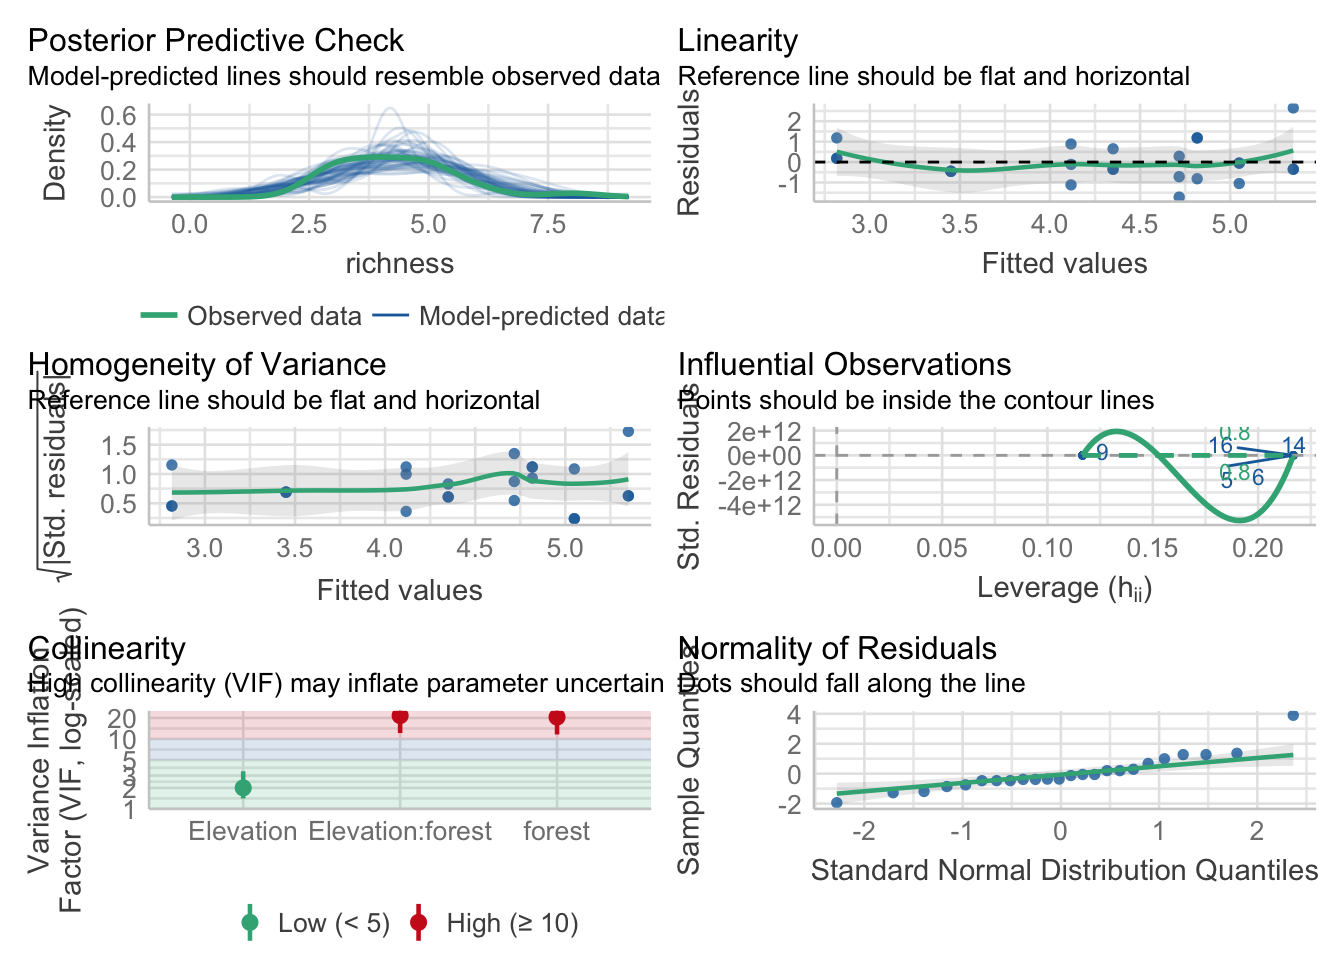 Posterior Predictive Check
Model-predicted lines should resemble observed data
Density
0.6
0.4
0.2
0.0
0.0 2.5 5.0 7.5
richness
Observed data Model-predicted data
Linearity
Reference line should be flat and horizontal
Residuals
2
1
0
-1
3.0 3.5 4.0 4.5 5.0
Fitted values
Homogeneity of Variance
Reference line should be flat and horizontal
√|Std. residuals|
1.5
1.0
0.5
3.0 3.5 4.0 4.5 5.0
Fitted values
Influential Observations
Points should be inside the contour lines
Std. Residuals
2e+12
0e+00
-2e+12
-4e+12
0.8
9 16 14
0.8
5 6
0.00 0.05 0.10 0.15 0.20
Leverage (hii)
Collinearity
High collinearity (VIF) may inflate parameter uncertain
Variance Inflation
Factor (VIF, log-scaled)
20
10
5
3
2
1
Elevation Elevation:forest forest
Low (< 5) High (≥ 10)
Normality of Residuals
Dots should fall along the line
Sample Quantiles
4
2
0
-2
-2 -1 0 1 2
Standard Normal Distribution Quantiles